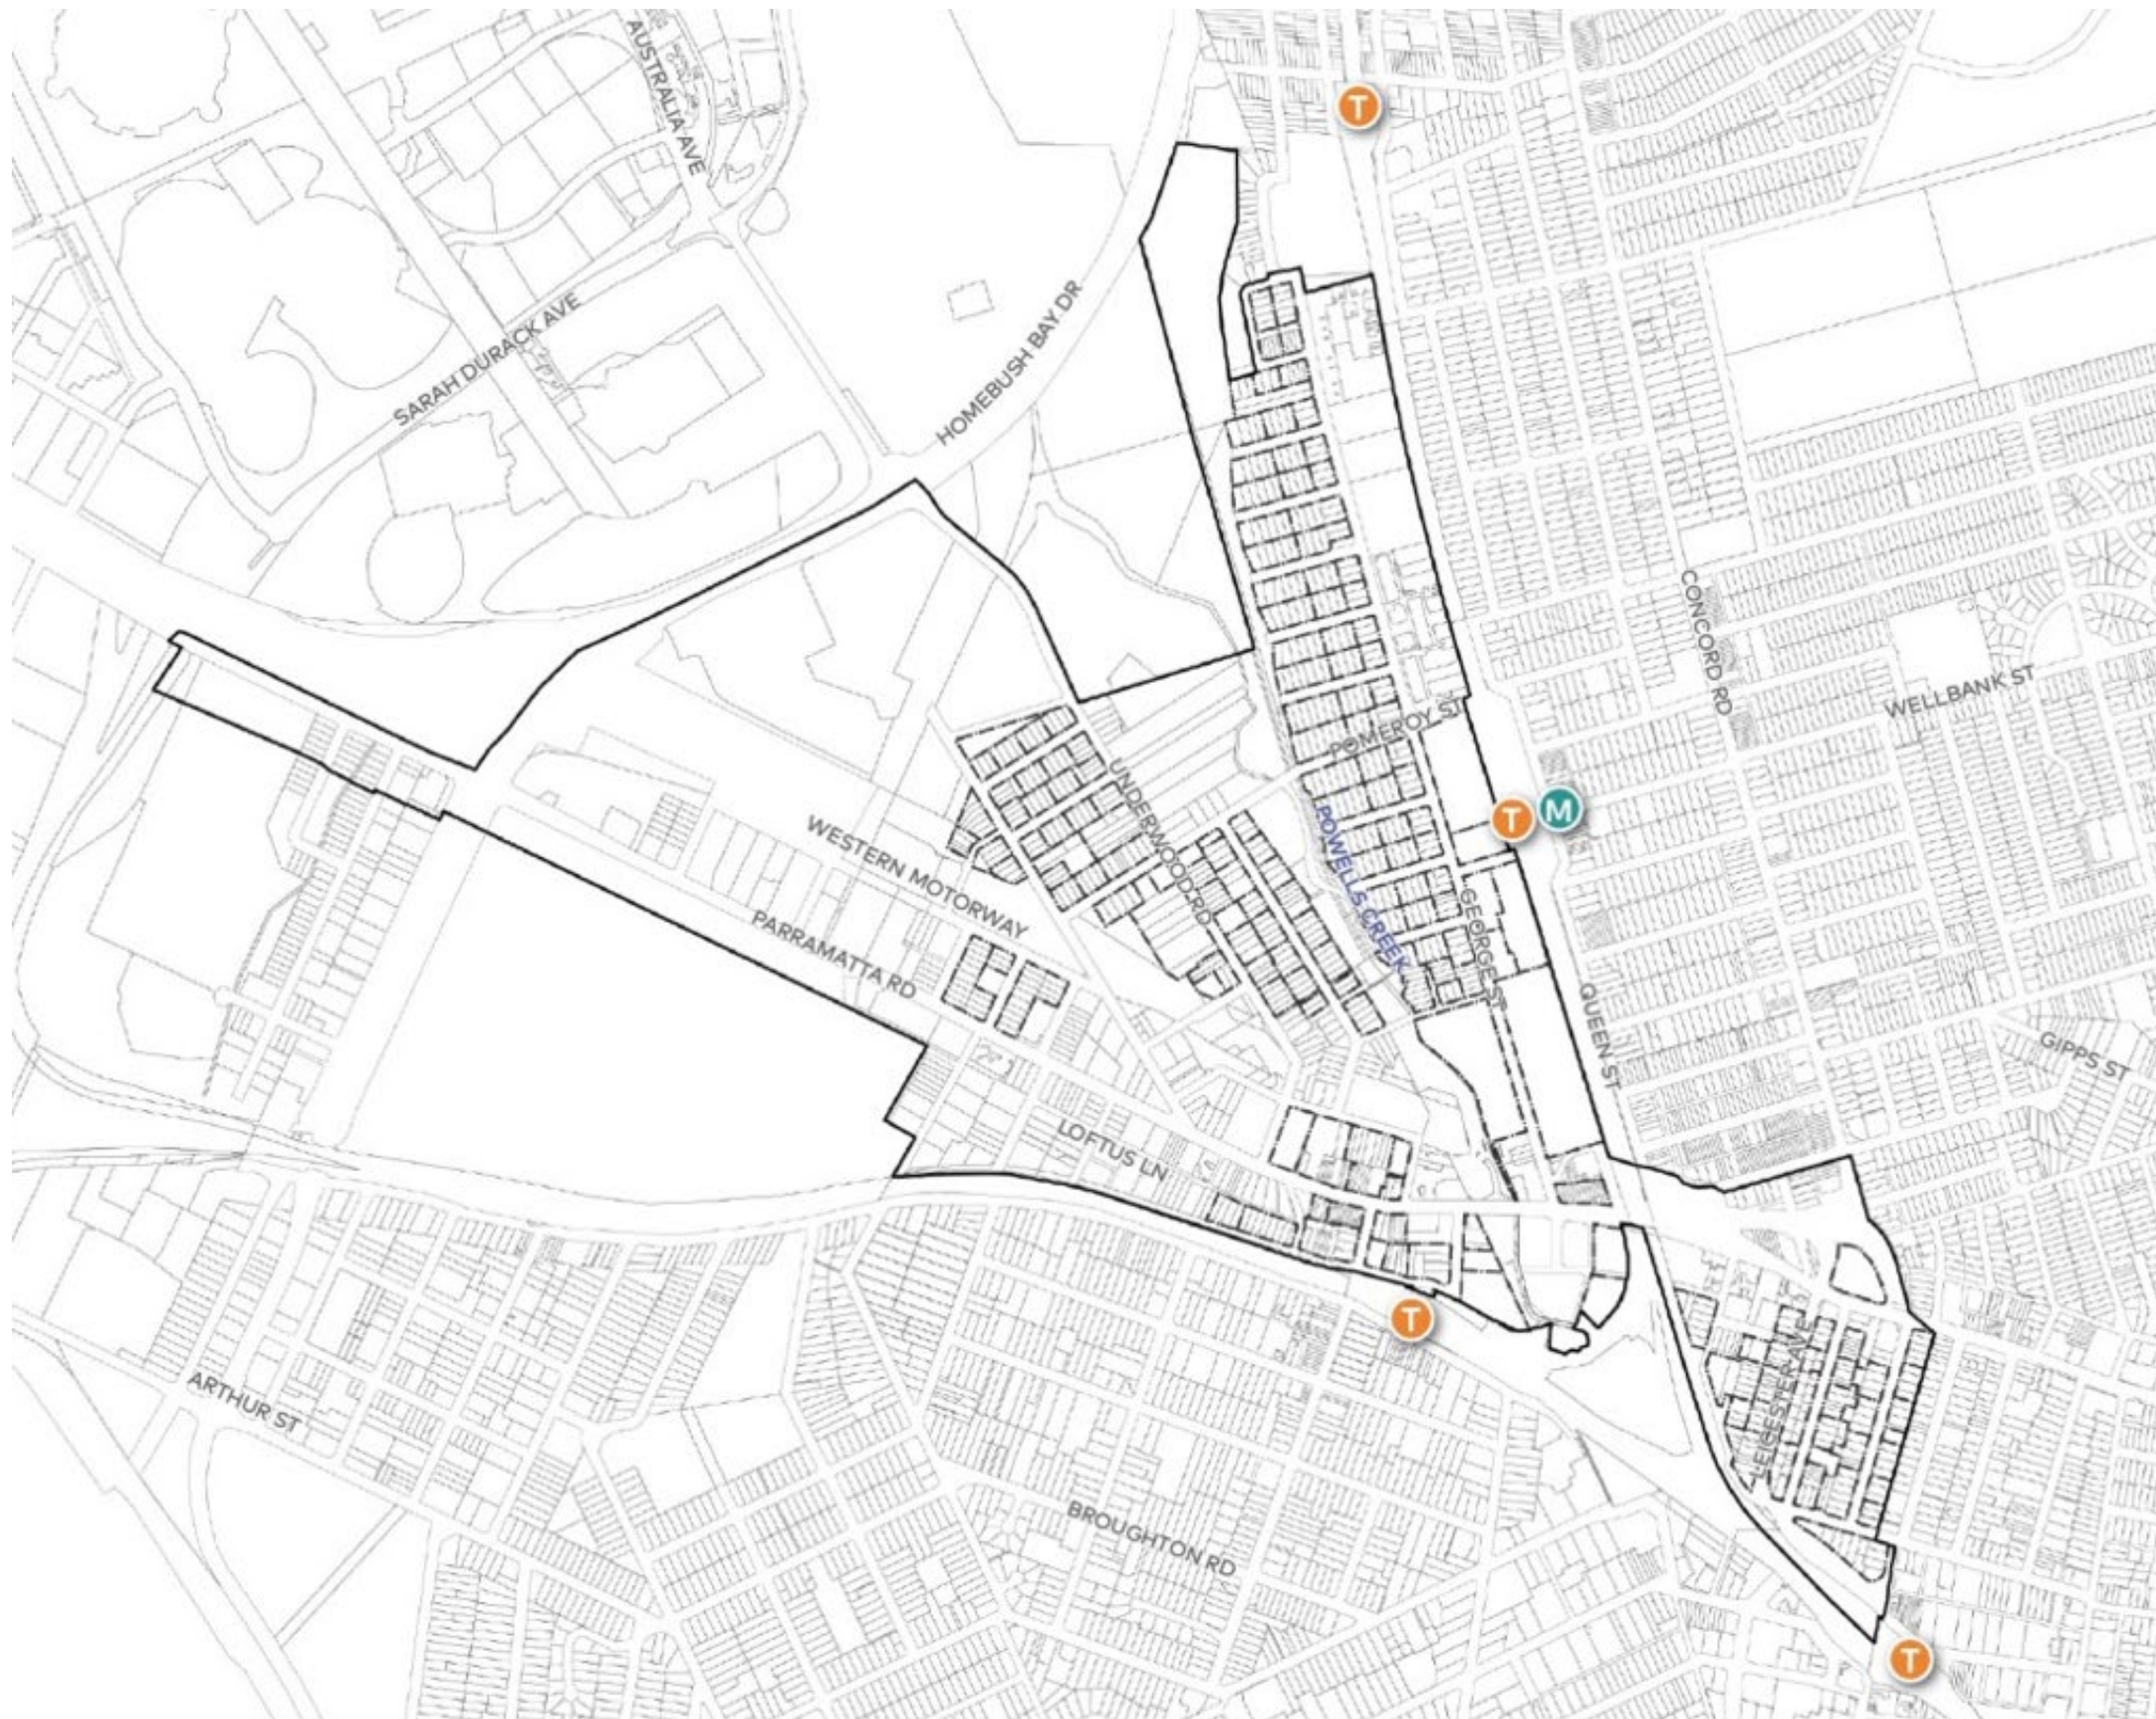 AUSTRALIA AVE
T
SARAH DURACK AVE
HOMEBUSH BAY DR
CONCORD RD
WELLBANK ST
POMEROY ST
UNDERWOOD RD
T
M
WESTERN MOTORWAY
POWELLS CREEK
PARRAMATTA RD
GEORGE ST
QUEEN ST
GIPPS ST
LOFTUS LN
T
LEICESTER AVE
ARTHUR ST
BROUGHTON RD
T